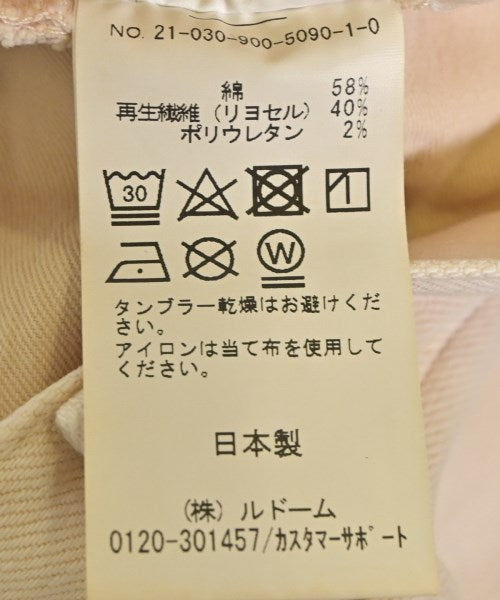 NO. 21-030-900-5090-1-0
綿 58%
再生繊維（リヨセル） 40%
ポリウレタン 2%
30
W
タンブラー乾燥はお避けくだ
さい。
アイロンは当て布を使用して
ください。
日本製
（株）ルドーム
0120-301457/カスタマーサポート